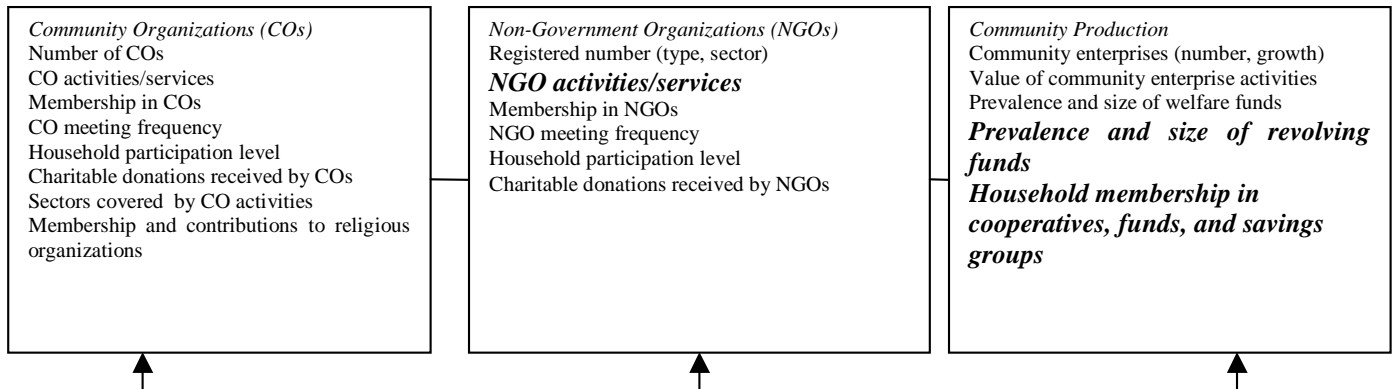 Community Organizations (COs)
Number of COs
CO activities/services
Membership in COs
CO meeting frequency
Household participation level
Charitable donations received by COs
Sectors covered by CO activities
Membership and contributions to religious
organizations
Non-Government Organizations (NGOs)
Registered number (type, sector)
NGO activities/services
Membership in NGOs
NGO meeting frequency
Household participation level
Charitable donations received by NGOs
Community Production
Community enterprises (number, growth)
Value of community enterprise activities
Prevalence and size of welfare funds
Prevalence and size of revolving
funds
Household membership in
cooperatives, funds, and savings
groups